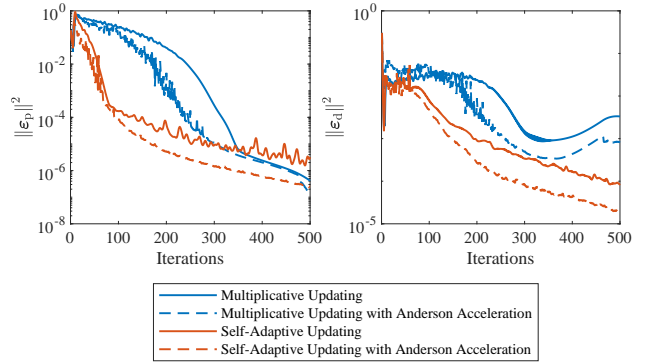 10^0
10^-2
10^-4
10^-6
10^-8
||ε_p||^2
0
100
200
300
400
500
Iterations
10^0
10^-5
||ε_d||^2
0
100
200
300
400
500
Iterations
Multiplicative Updating
Multiplicative Updating with Anderson Acceleration
Self-Adaptive Updating
Self-Adaptive Updating with Anderson Acceleration